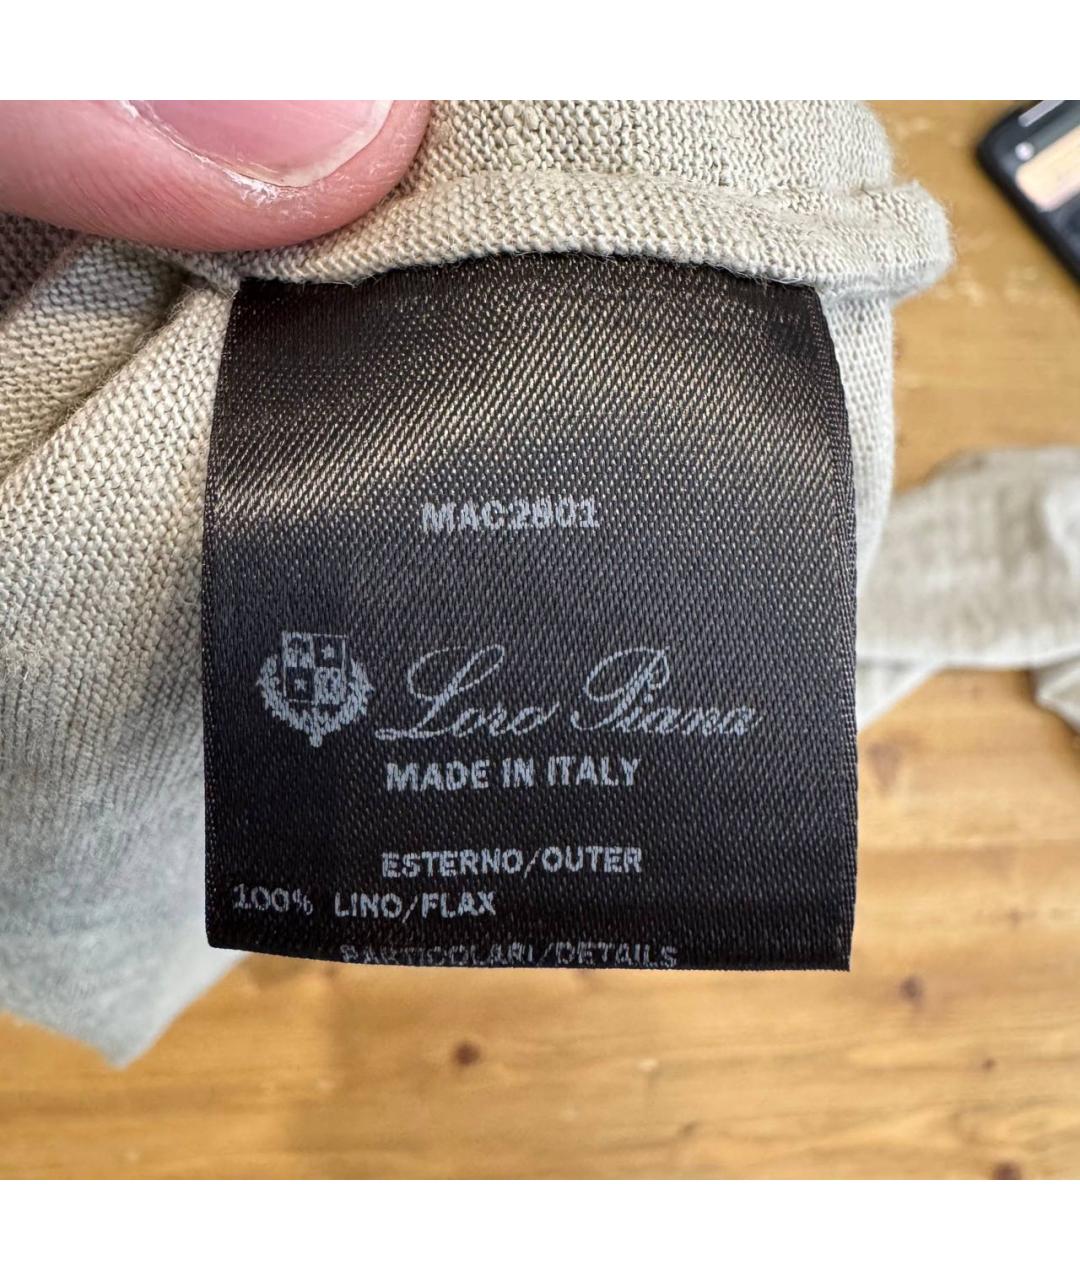 MAC2801
Loro Piana
MADE IN ITALY
ESTERNO/OUTER
100% LINO/FLAX
PARTICOLARI/DETAILS